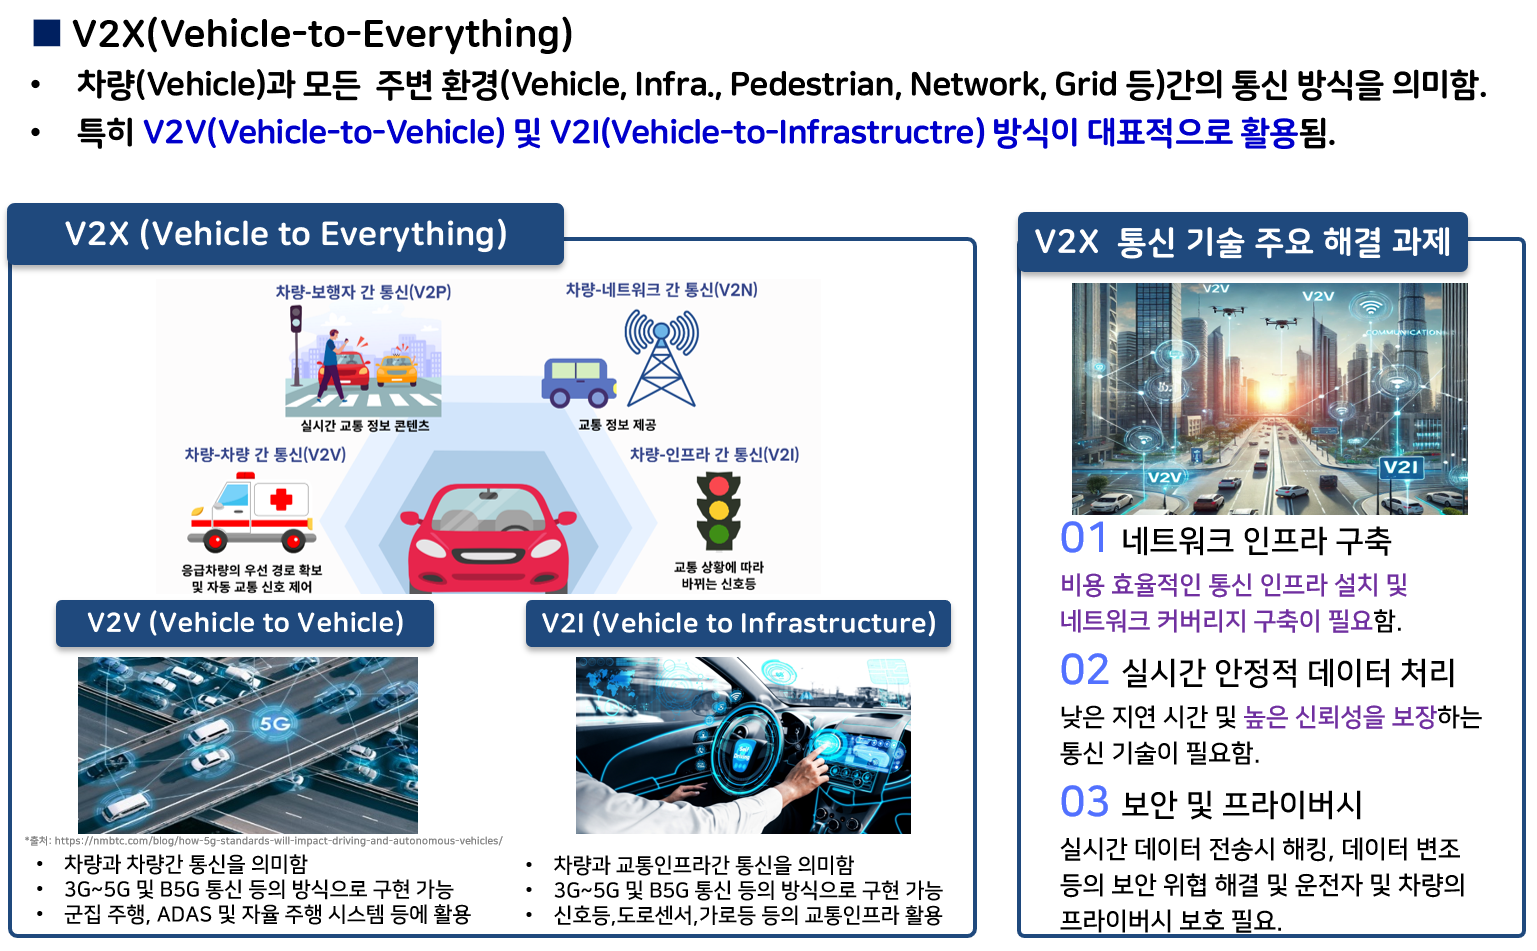 ■ V2X(Vehicle-to-Everything)
• 차량(Vehicle)과 모든 주변 환경(Vehicle, Infra., Pedestrian, Network, Grid 등)간의 통신 방식을 의미함.
• 특히 V2V(Vehicle-to-Vehicle) 및 V2I(Vehicle-to-Infrastructre) 방식이 대표적으로 활용됨.
V2X (Vehicle to Everything)
차량-보행자 간 통신(V2P)
실시간 교통 정보 콘텐츠
차량-네트워크 간 통신(V2N)
교통 정보 제공
차량-차량 간 통신(V2V)
응급차량의 우선 경로 확보
및 자동 교통 신호 제어
차량-인프라 간 통신(V2I)
교통 상황에 따라
바뀌는 신호등
V2V (Vehicle to Vehicle)
5G
*출처: https://nmbtc.com/blog/how-5g-standards-will-impact-driving-and-autonomous-vehicles/
• 차량과 차량간 통신을 의미함
• 3G~5G 및 B5G 통신 등의 방식으로 구현 가능
• 군집 주행, ADAS 및 자율 주행 시스템 등에 활용
V2I (Vehicle to Infrastructure)
• 차량과 교통인프라간 통신을 의미함
• 3G~5G 및 B5G 통신 등의 방식으로 구현 가능
• 신호등,도로센서,가로등 등의 교통인프라 활용
V2X 통신 기술 주요 해결 과제
V2V
V2V
COMMUNICATION
V2V
V2I
01 네트워크 인프라 구축
비용 효율적인 통신 인프라 설치 및
네트워크 커버리지 구축이 필요함.
02 실시간 안정적 데이터 처리
낮은 지연 시간 및 높은 신뢰성을 보장하는
통신 기술이 필요함.
03 보안 및 프라이버시
실시간 데이터 전송시 해킹, 데이터 변조
등의 보안 위협 해결 및 운전자 및 차량의
프라이버시 보호 필요.